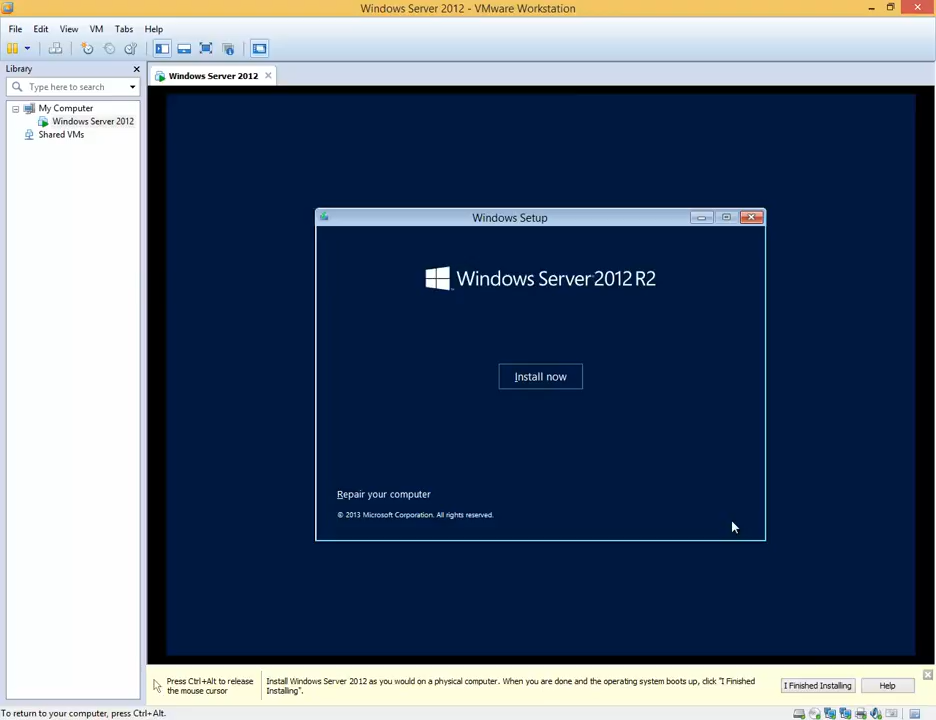 Windows Server 2012 - VMware Workstation
File Edit View VM Tabs Help
Library
Windows Server 2012
Type here to search
My Computer
Windows Server 2012
Shared VMs
Windows Setup
Windows Server 2012 R2
Install now
Repair your computer
© 2013 Microsoft Corporation. All rights reserved.
Press Ctrl+Alt to release
the mouse cursor
Install Windows Server 2012 as you would on a physical computer. When you are done and the operating system boots up, click "I Finished
Installing".
I Finished Installing
Help
To return to your computer, press Ctrl+Alt.